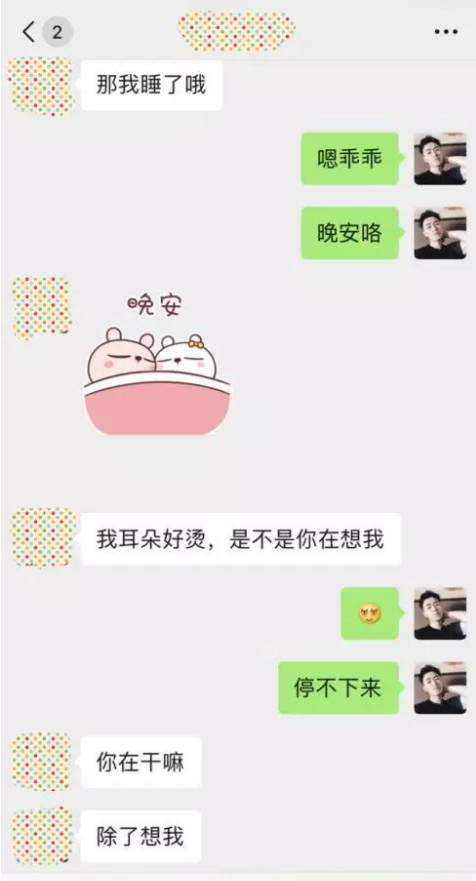 2
那我睡了哦
嗯乖乖
晚安咯
晚安
我耳朵好烫，是不是你在想我
停不下来
你在干嘛
除了想我